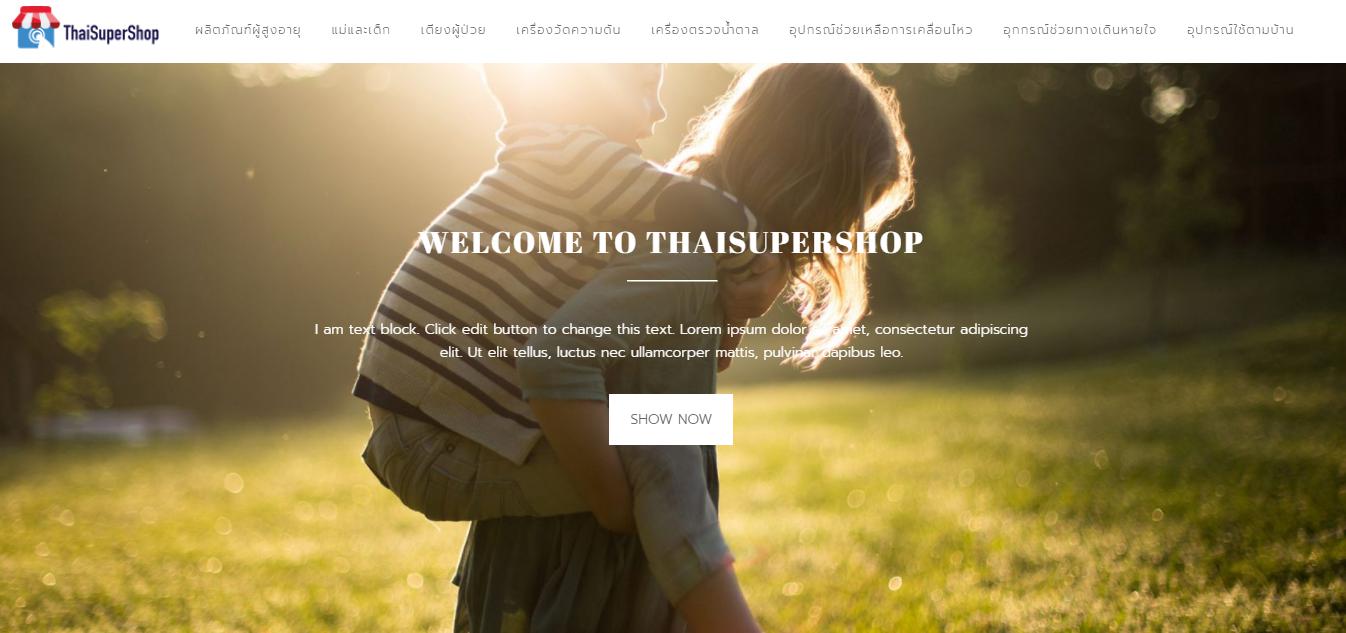 ThaiSuperShop
ผลิตภัณฑ์ผู้สูงอายุ แม่และเด็ก เตียงผู้ป่วย เครื่องวัดความดัน เครื่องตรวจน้ำตาล อุปกรณ์ช่วยเหลือการเคลื่อนไหว อุกกรณ์ช่วยทางเดินหายใจ อุปกรณ์ใช้ตามบ้าน
WELCOME TO THAISUPERSHOP
I am text block. Click edit button to change this text. Lorem ipsum dolor sit amet, consectetur adipiscing
elit. Ut elit tellus, luctus nec ullamcorper mattis, pulvinar dapibus leo.
SHOW NOW